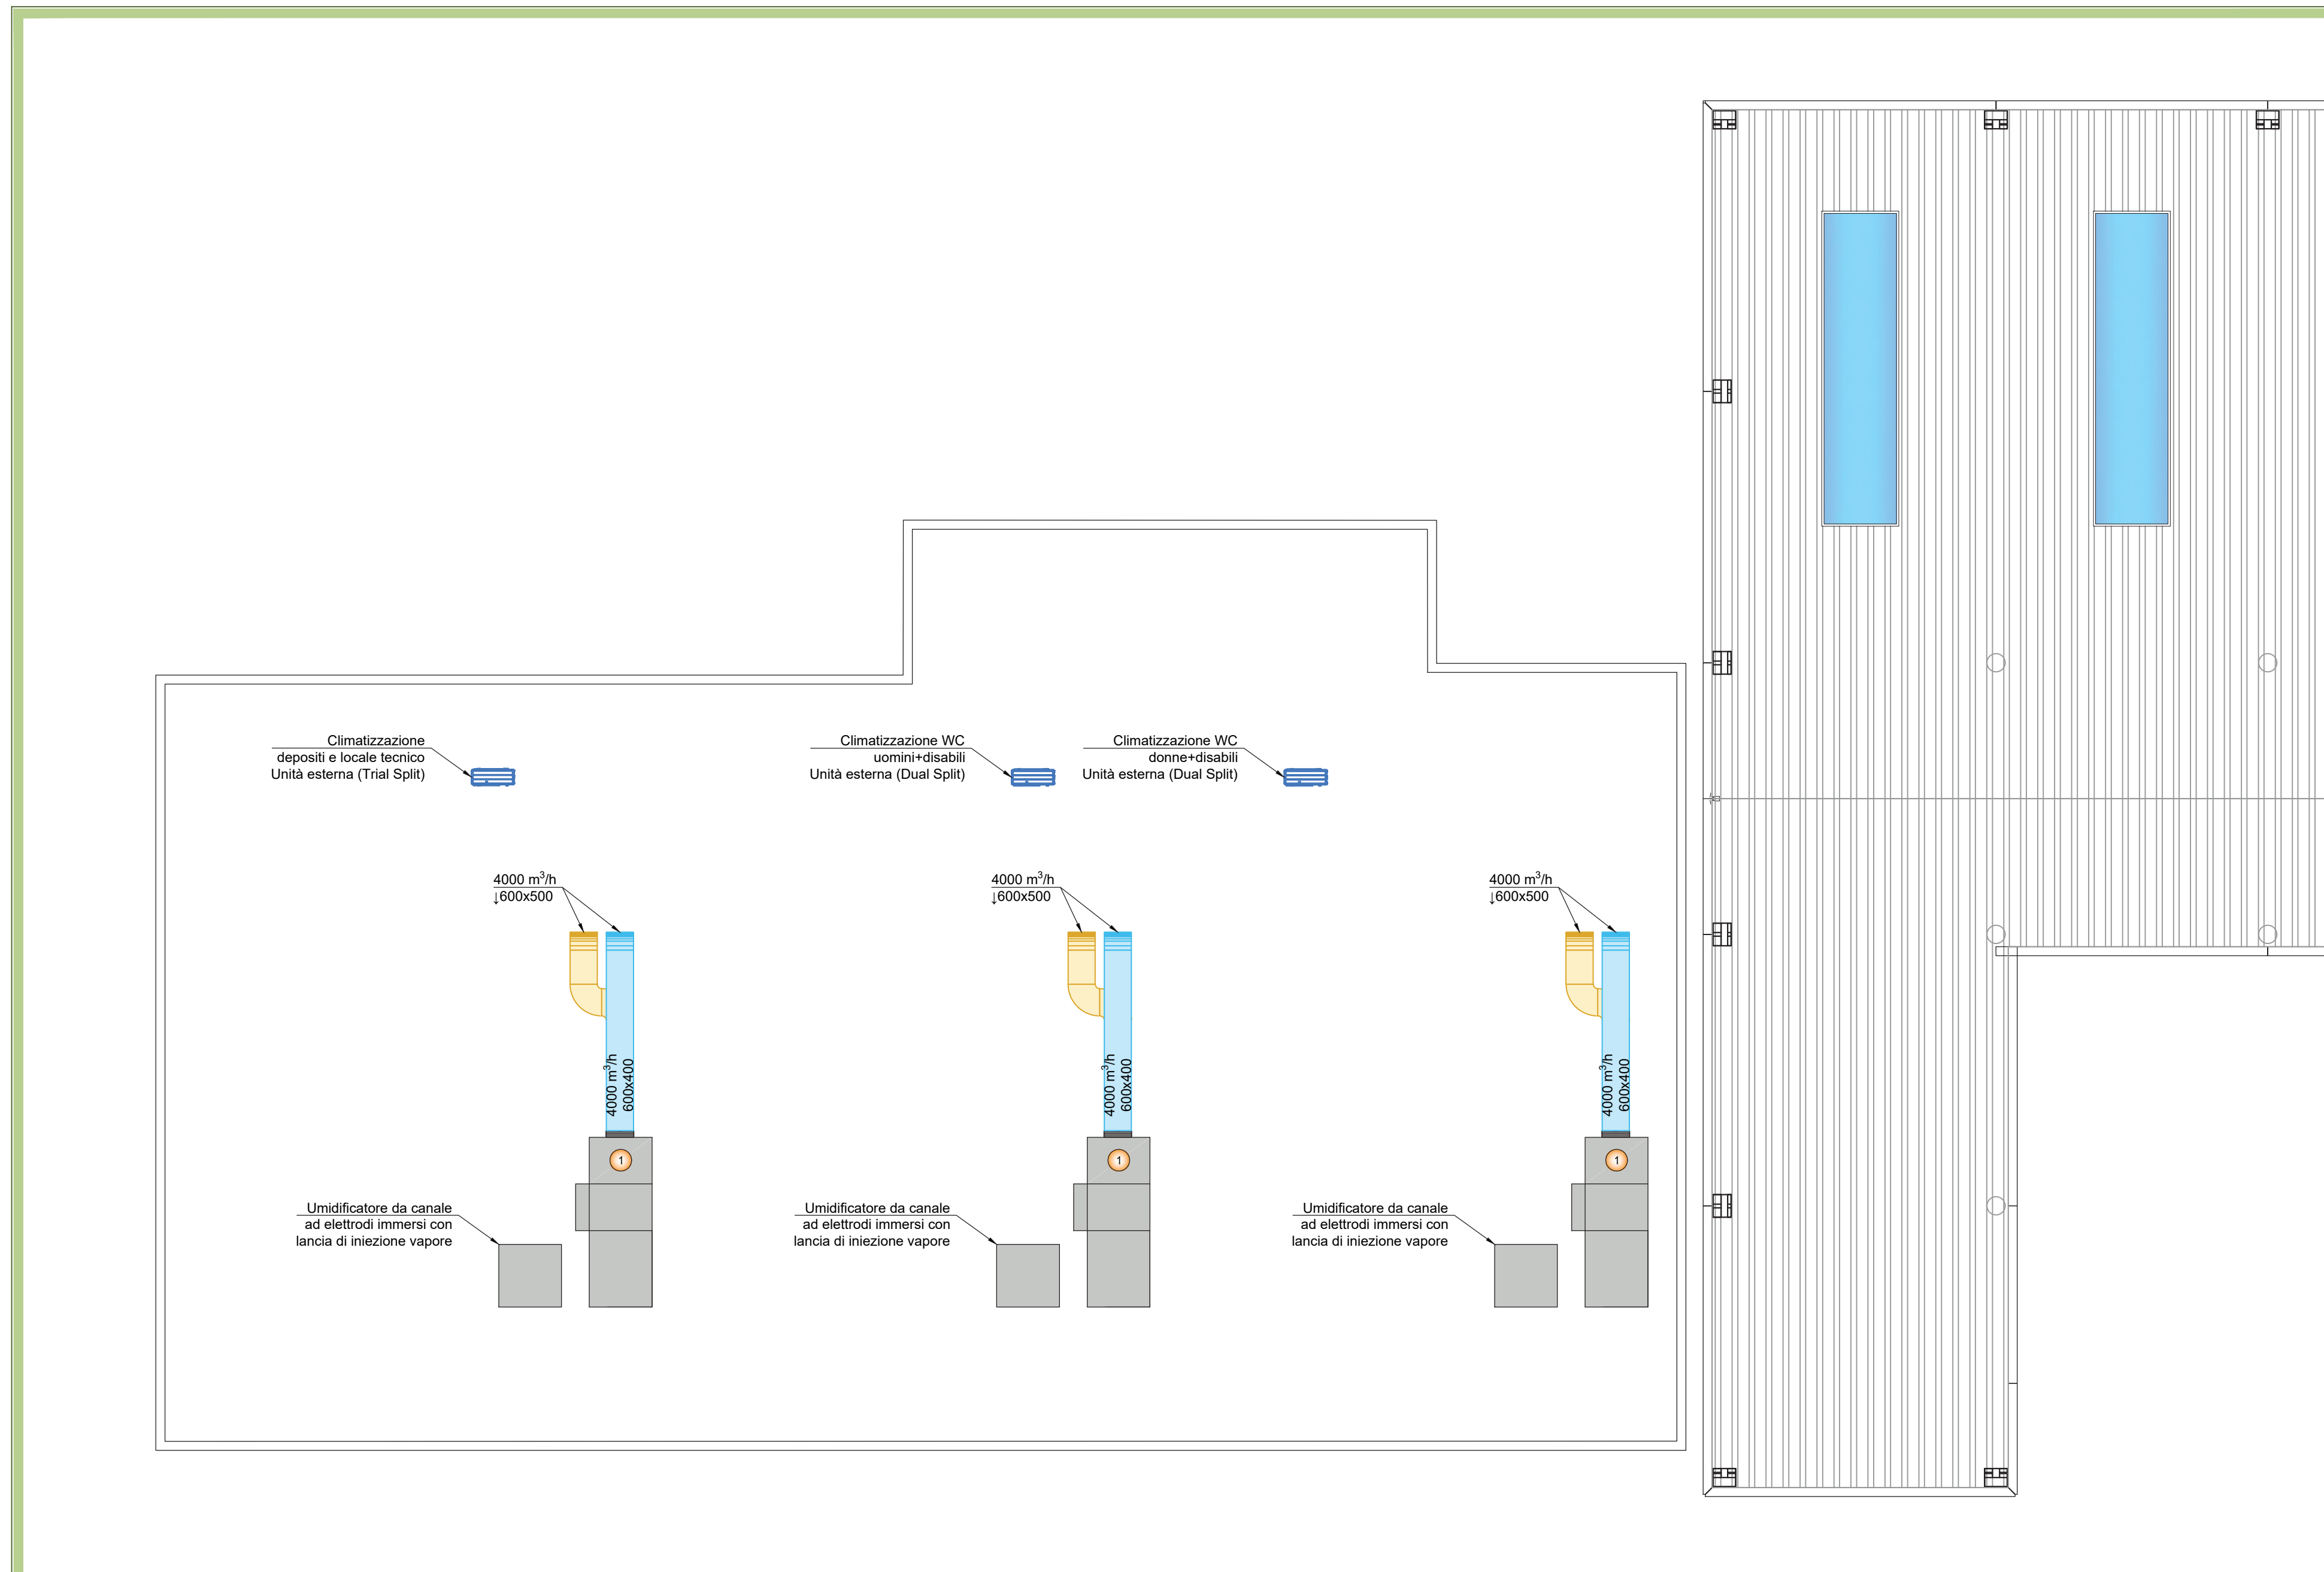 Climatizzazione
depositi e locale tecnico
Unità esterna (Trial Split)
Climatizzazione WC
uomini+disabili
Unità esterna (Dual Split)
Climatizzazione WC
donne+disabili
Unità esterna (Dual Split)
4000 m³/h
↓600x500
4000 m³/h
↓600x500
4000 m³/h
↓600x500
4000 m³/h
600x400
4000 m³/h
600x400
4000 m³/h
600x400
1
1
1
Umidificatore da canale
ad elettrodi immersi con
lancia di iniezione vapore
Umidificatore da canale
ad elettrodi immersi con
lancia di iniezione vapore
Umidificatore da canale
ad elettrodi immersi con
lancia di iniezione vapore